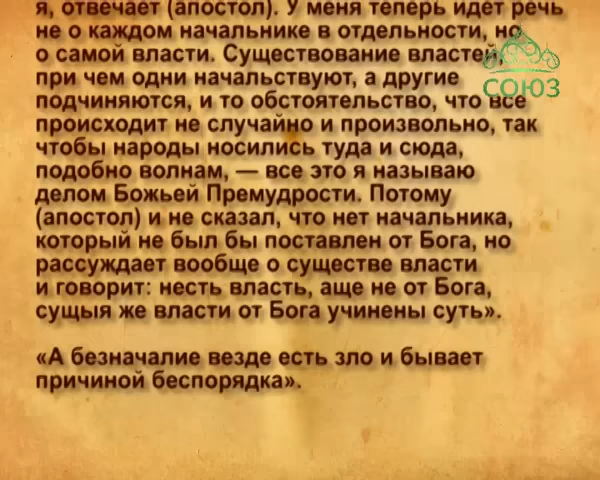 я, отвечает (апостол). У меня теперь идет речь
не о каждом начальнике в отдельности, но
о самой власти. Существование властей,
при чем одни начальствуют, а другие
подчиняются, и то обстоятельство, что все
происходит не случайно и произвольно, так
чтобы народы носились туда и сюда,
подобно волнам, — все это я называю
делом Божьей Премудрости. Потому
(апостол) и не сказал, что нет начальника,
который не был бы поставлен от Бога, но
рассуждает вообще о существе власти
и говорит: несть власть, аще не от Бога,
сущыя же власти от Бога учинены суть».
«А безначалие везде есть зло и бывает
причиной беспорядка».
СОЮЗ